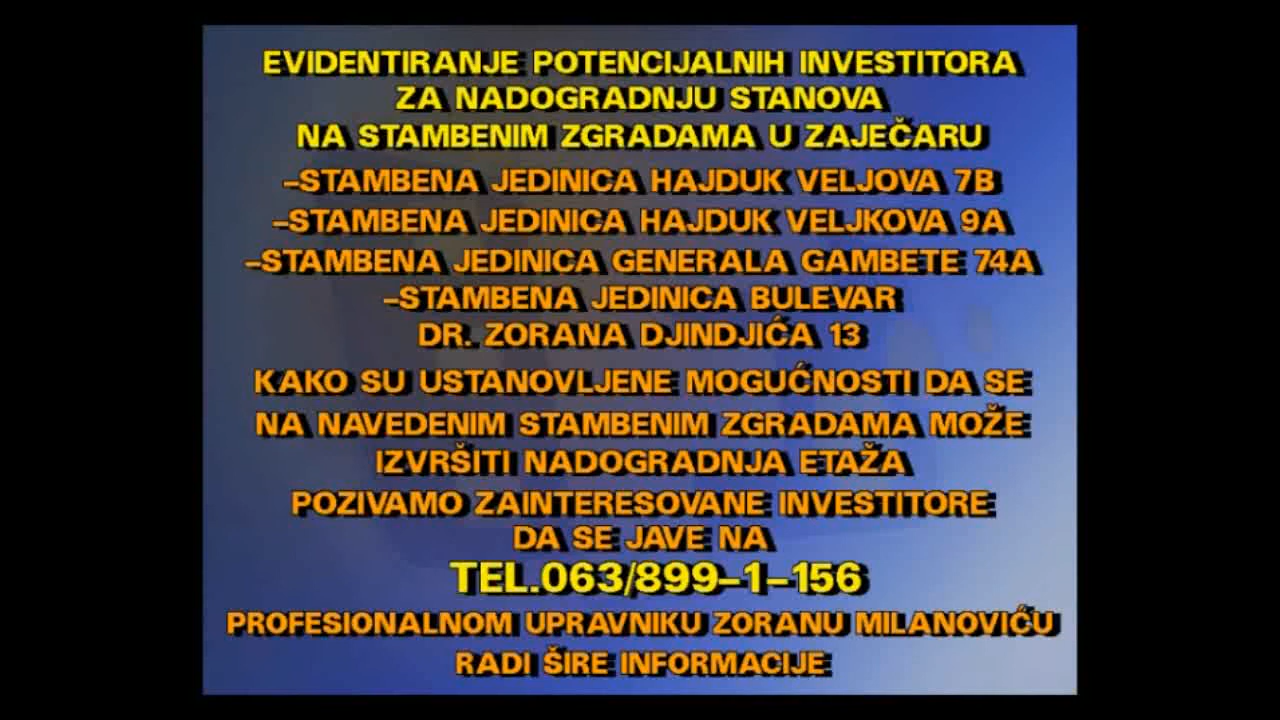 EVIDENTIRANJE POTENCIJALNIH INVESTITORA
ZA NADOGRADNJU STANOVA
NA STAMBENIM ZGRADAMA U ZAJEČARU
–STAMBENA JEDINICA HAJDUK VELJOVA 7B
–STAMBENA JEDINICA HAJDUK VELJKOVA 9A
–STAMBENA JEDINICA GENERALA GAMBETE 74A
–STAMBENA JEDINICA BULEVAR
DR. ZORANA DJINDJIĆA 13
KAKO SU USTANOVLJENE MOGUĆNOSTI DA SE
NA NAVEDENIM STAMBENIM ZGRADAMA MOŽE
IZVRŠITI NADOGRADNJA ETAŽA
POZIVAMO ZAINTERESOVANE INVESTITORE
DA SE JAVE NA
TEL.063/899–1–156
PROFESIONALNOM UPRAVNIKU ZORANU MILANOVIĆU
RADI ŠIRE INFORMACIJE